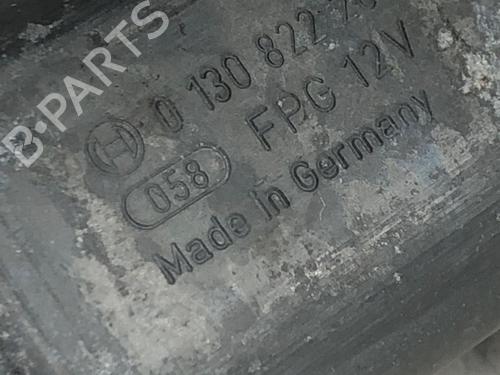 B·PARTS
0 130 822
058 FPG 12V
Made in Germany